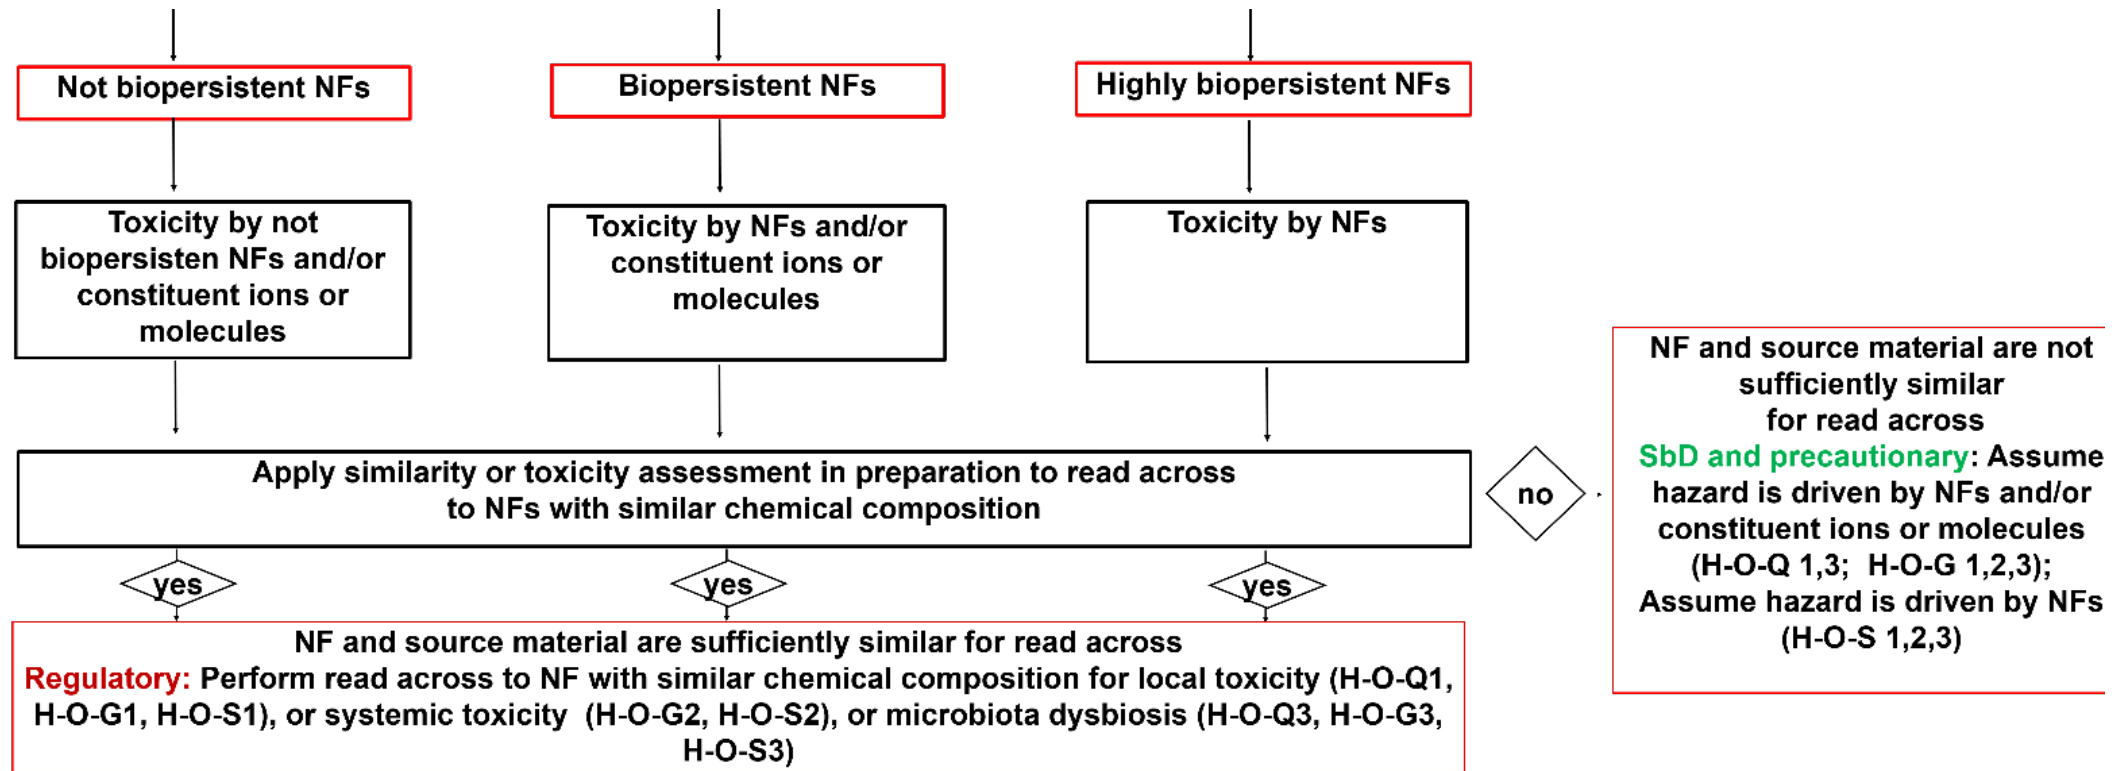 Not biopersistent NFs
Biopersistent NFs
Highly biopersistent NFs
Toxicity by not
biopersisten NFs and/or
constituent ions or
molecules
Toxicity by NFs and/or
constituent ions or
molecules
Toxicity by NFs
Apply similarity or toxicity assessment in preparation to read across
to NFs with similar chemical composition
no
NF and source material are not
sufficiently similar
for read across
SbD and precautionary: Assume
hazard is driven by NFs and/or
constituent ions or molecules
(H-O-Q 1,3; H-O-G 1,2,3);
Assume hazard is driven by NFs
(H-O-S 1,2,3)
yes
yes
yes
NF and source material are sufficiently similar for read across
Regulatory: Perform read across to NF with similar chemical composition for local toxicity (H-O-Q1,
H-O-G1, H-O-S1), or systemic toxicity (H-O-G2, H-O-S2), or microbiota dysbiosis (H-O-Q3, H-O-G3,
H-O-S3)